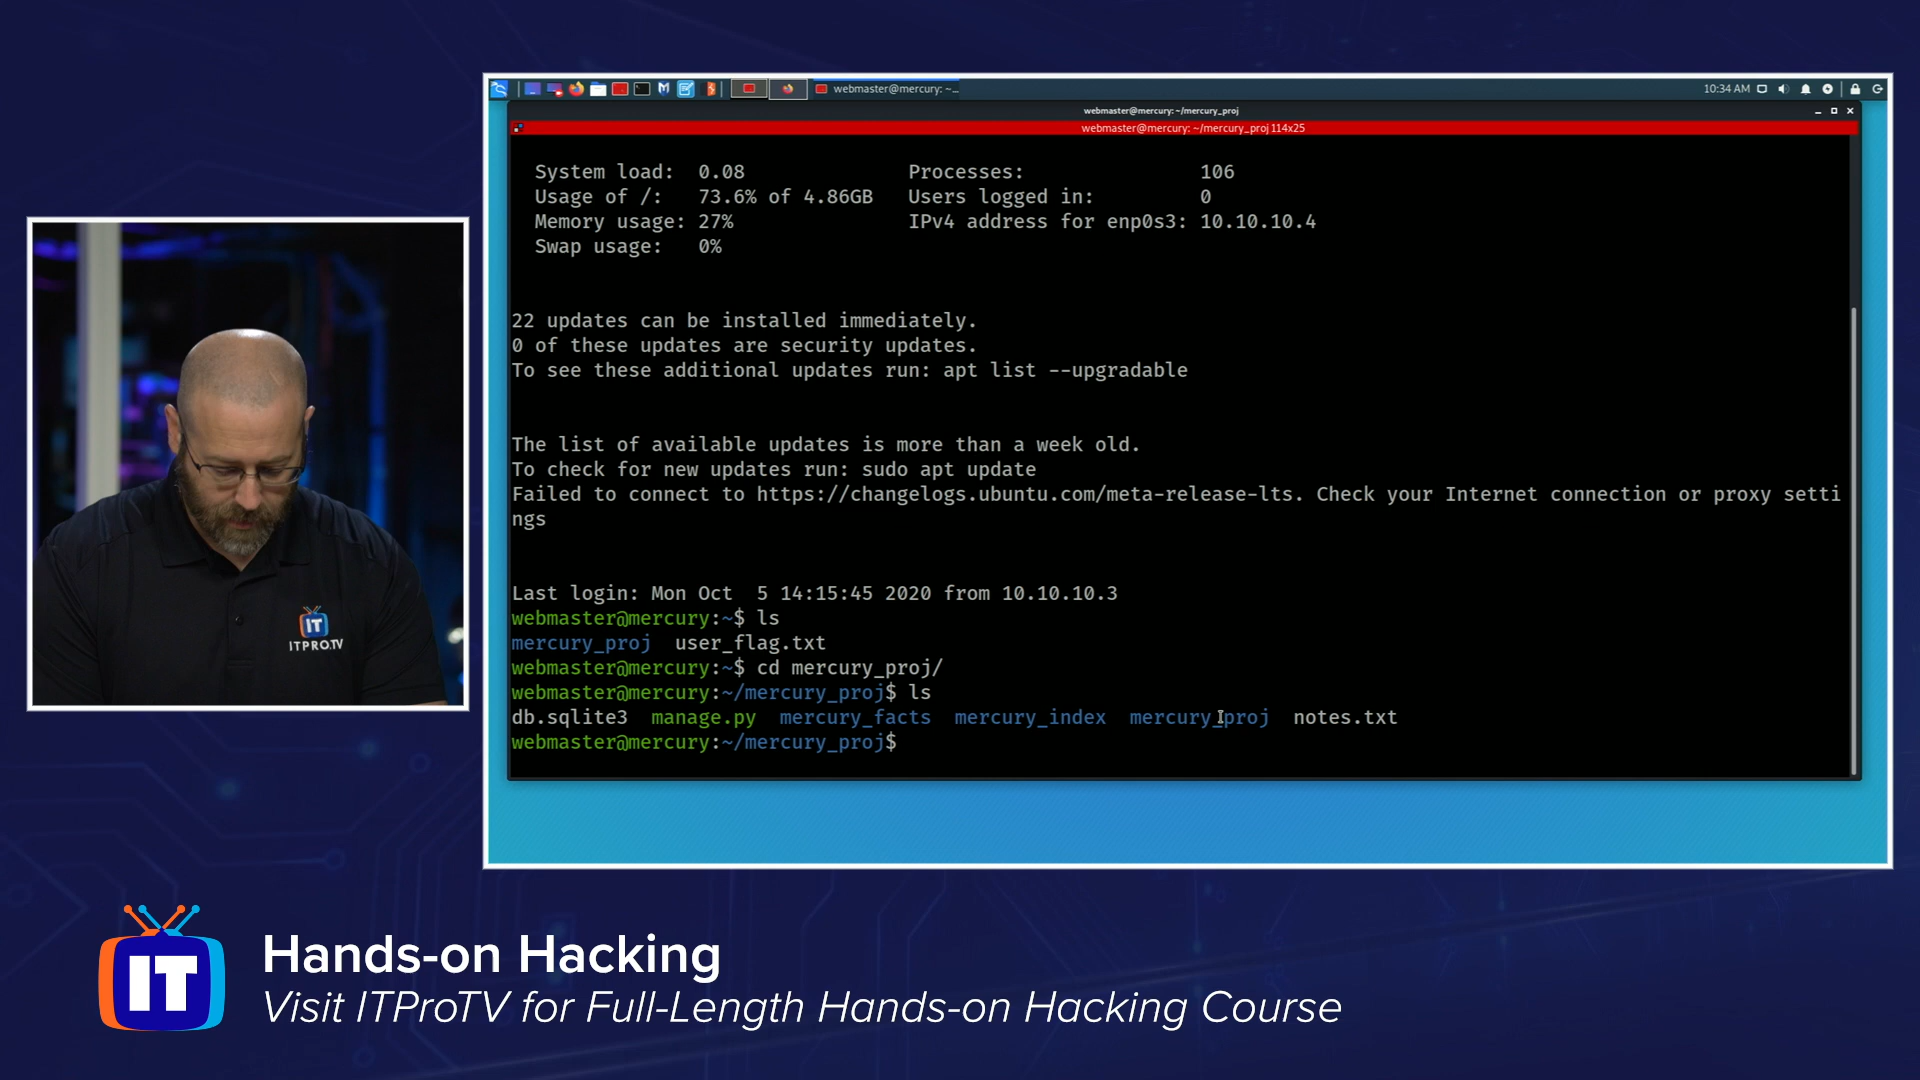 webmaster@mercury: ~...
10:34 AM
webmaster@mercury: ~/mercury_proj
webmaster@mercury: ~/mercury_proj 114x25
System load: 0.08 Processes: 106
Usage of /: 73.6% of 4.86GB Users logged in: 0
Memory usage: 27% IPv4 address for enp0s3: 10.10.10.4
Swap usage: 0%
22 updates can be installed immediately.
0 of these updates are security updates.
To see these additional updates run: apt list --upgradable
The list of available updates is more than a week old.
To check for new updates run: sudo apt update
Failed to connect to https://changelogs.ubuntu.com/meta-release-lts. Check your Internet connection or proxy setti
ngs
Last login: Mon Oct  5 14:15:45 2020 from 10.10.10.3
webmaster@mercury:~$ ls
mercury_proj  user_flag.txt
webmaster@mercury:~$ cd mercury_proj/
webmaster@mercury:~/mercury_proj$ ls
db.sqlite3  manage.py  mercury_facts  mercury_index  mercury_proj  notes.txt
webmaster@mercury:~/mercury_proj$
IT
ITPRO.TV
IT
Hands-on Hacking
Visit ITProTV for Full-Length Hands-on Hacking Course